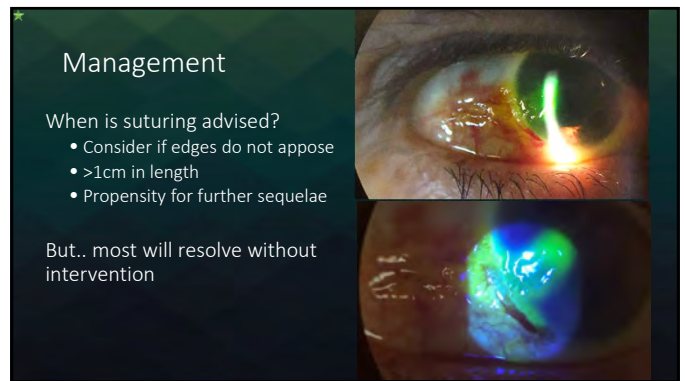 Management
When is suturing advised?
• Consider if edges do not appose
• >1cm in length
• Propensity for further sequelae
But.. most will resolve without
intervention